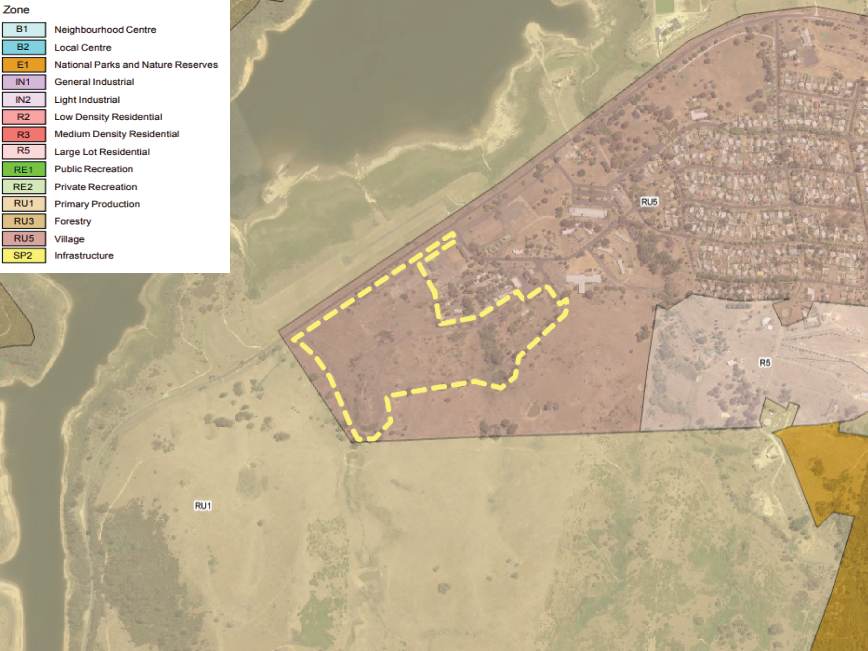 Zone
B1 Neighbourhood Centre
B2 Local Centre
E1 National Parks and Nature Reserves
IN1 General Industrial
IN2 Light Industrial
R2 Low Density Residential
R3 Medium Density Residential
R5 Large Lot Residential
RE1 Public Recreation
RE2 Private Recreation
RU1 Primary Production
RU3 Forestry
RU5 Village
SP2 Infrastructure
RU5
R5
RU1